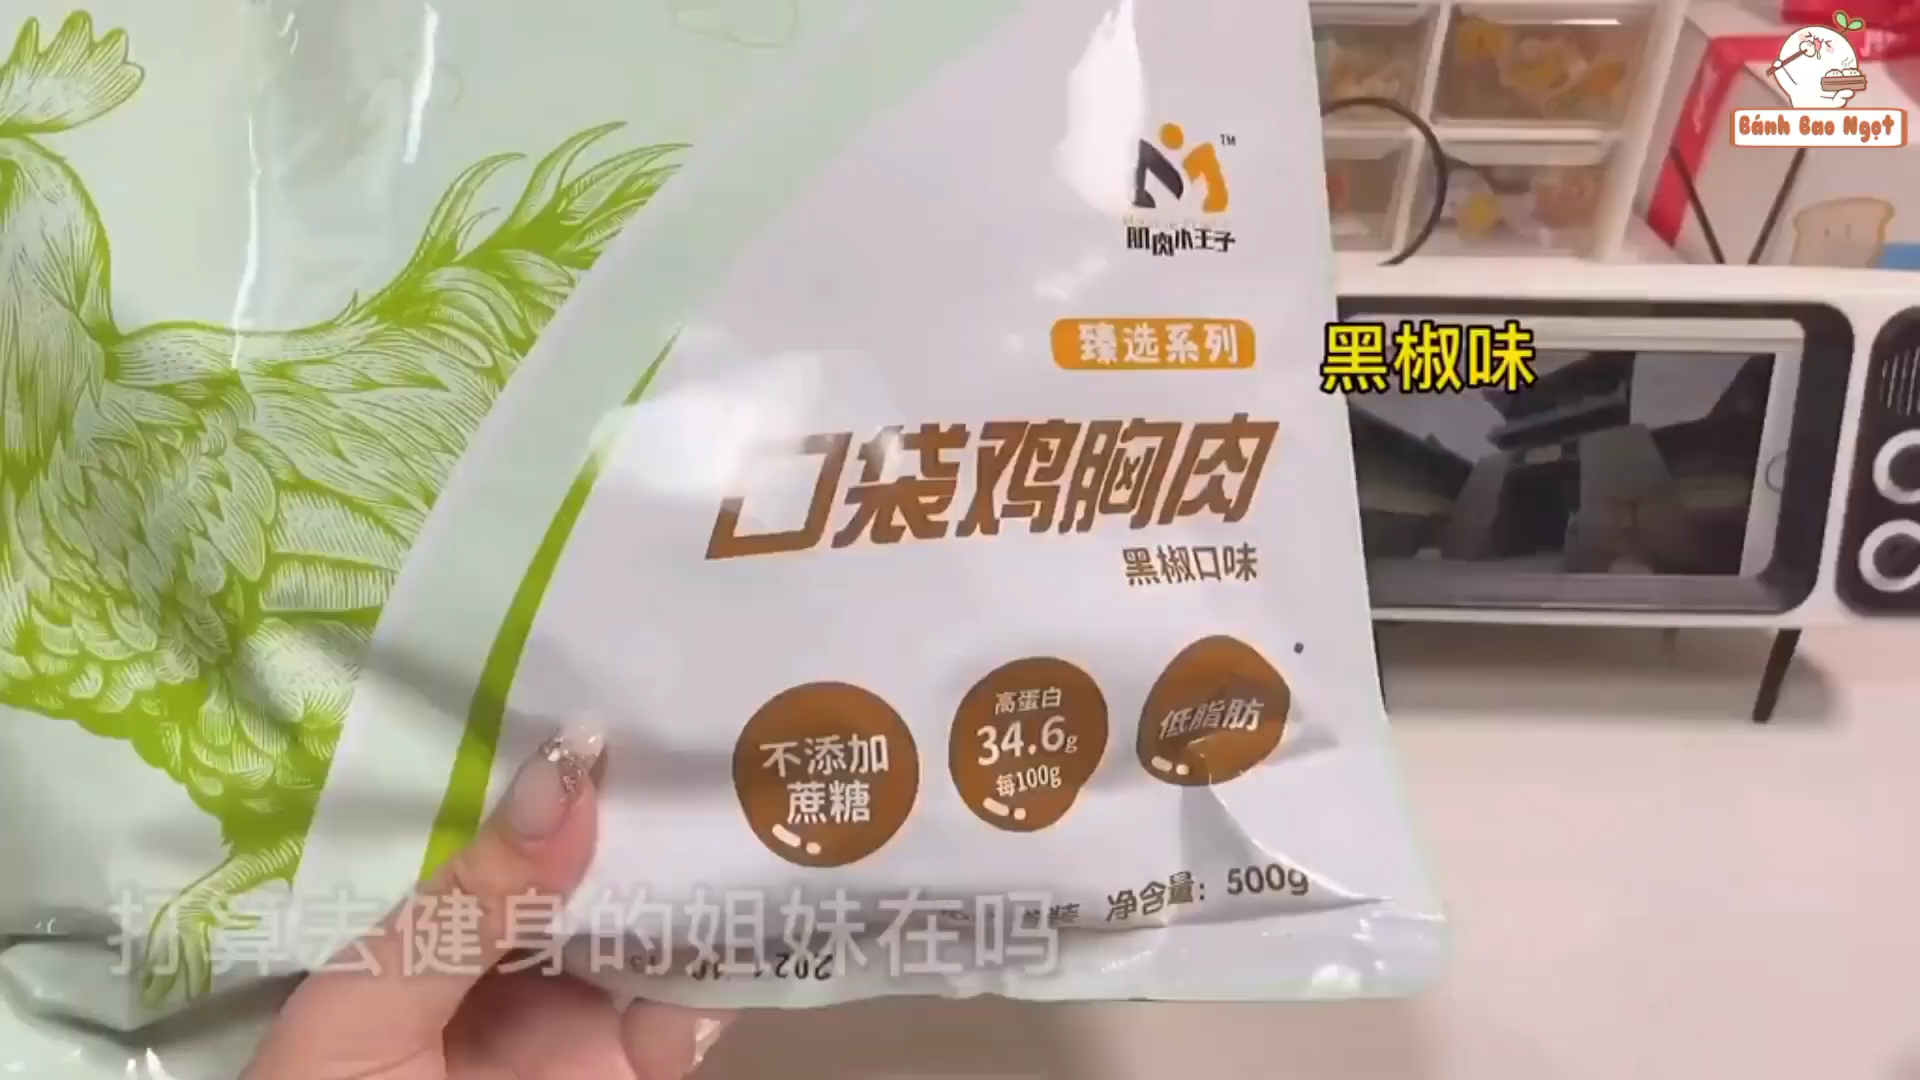 Bánh Bao Ngọt
TM
肌肉小王子
臻选系列
黑椒味
口袋鸡胸肉
黑椒口味
不添加
蔗糖
高蛋白
34.6g
每100g
低脂肪
净含量：500g
打算去健身的姐妹在吗